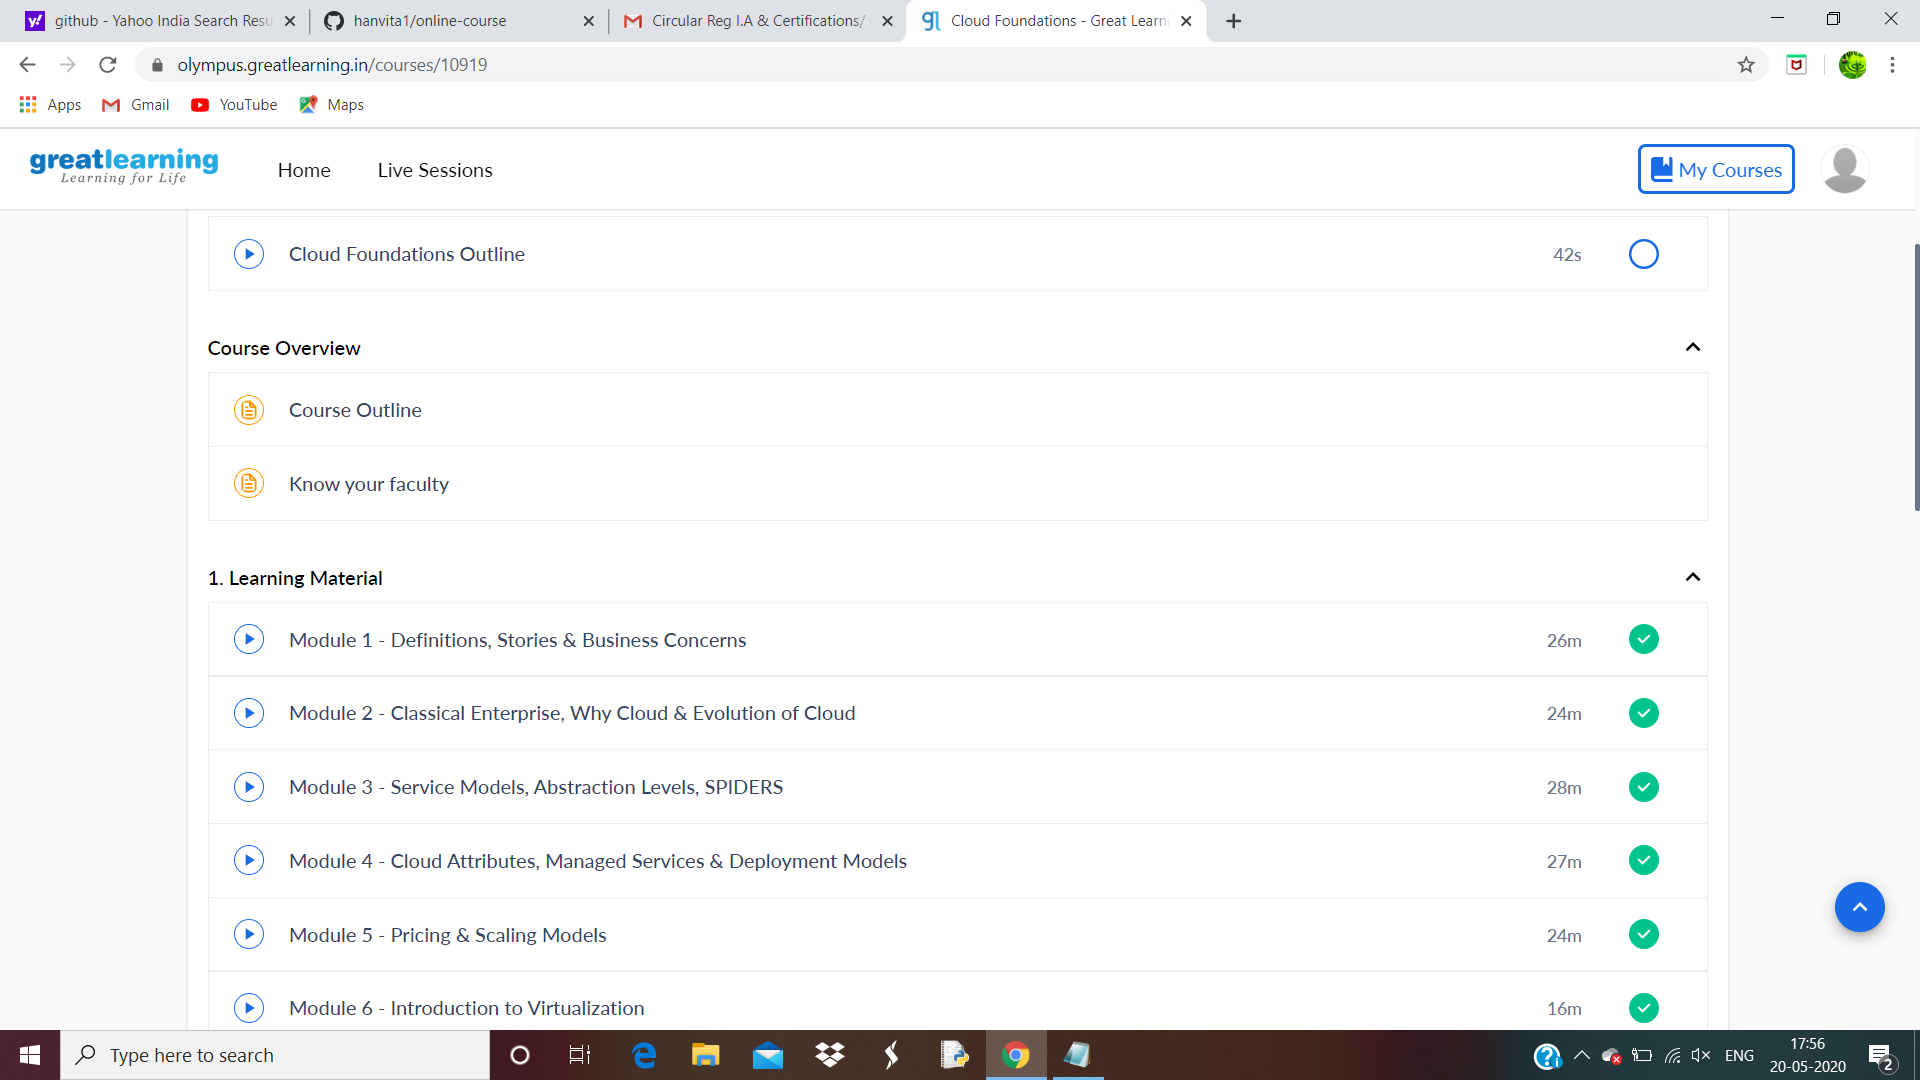 github - Yahoo India Search Resu
hanvita1/online-course
Circular Reg I.A & Certifications/
Cloud Foundations - Great Learni
olympus.greatlearning.in/courses/10919
Apps
Gmail
YouTube
Maps
greatlearning
Learning for Life
Home
Live Sessions
My Courses
Cloud Foundations Outline
42s
Course Overview
Course Outline
Know your faculty
1. Learning Material
Module 1 - Definitions, Stories & Business Concerns
26m
Module 2 - Classical Enterprise, Why Cloud & Evolution of Cloud
24m
Module 3 - Service Models, Abstraction Levels, SPIDERS
28m
Module 4 - Cloud Attributes, Managed Services & Deployment Models
27m
Module 5 - Pricing & Scaling Models
24m
Module 6 - Introduction to Virtualization
16m
Type here to search
ENG
17:56
20-05-2020
2